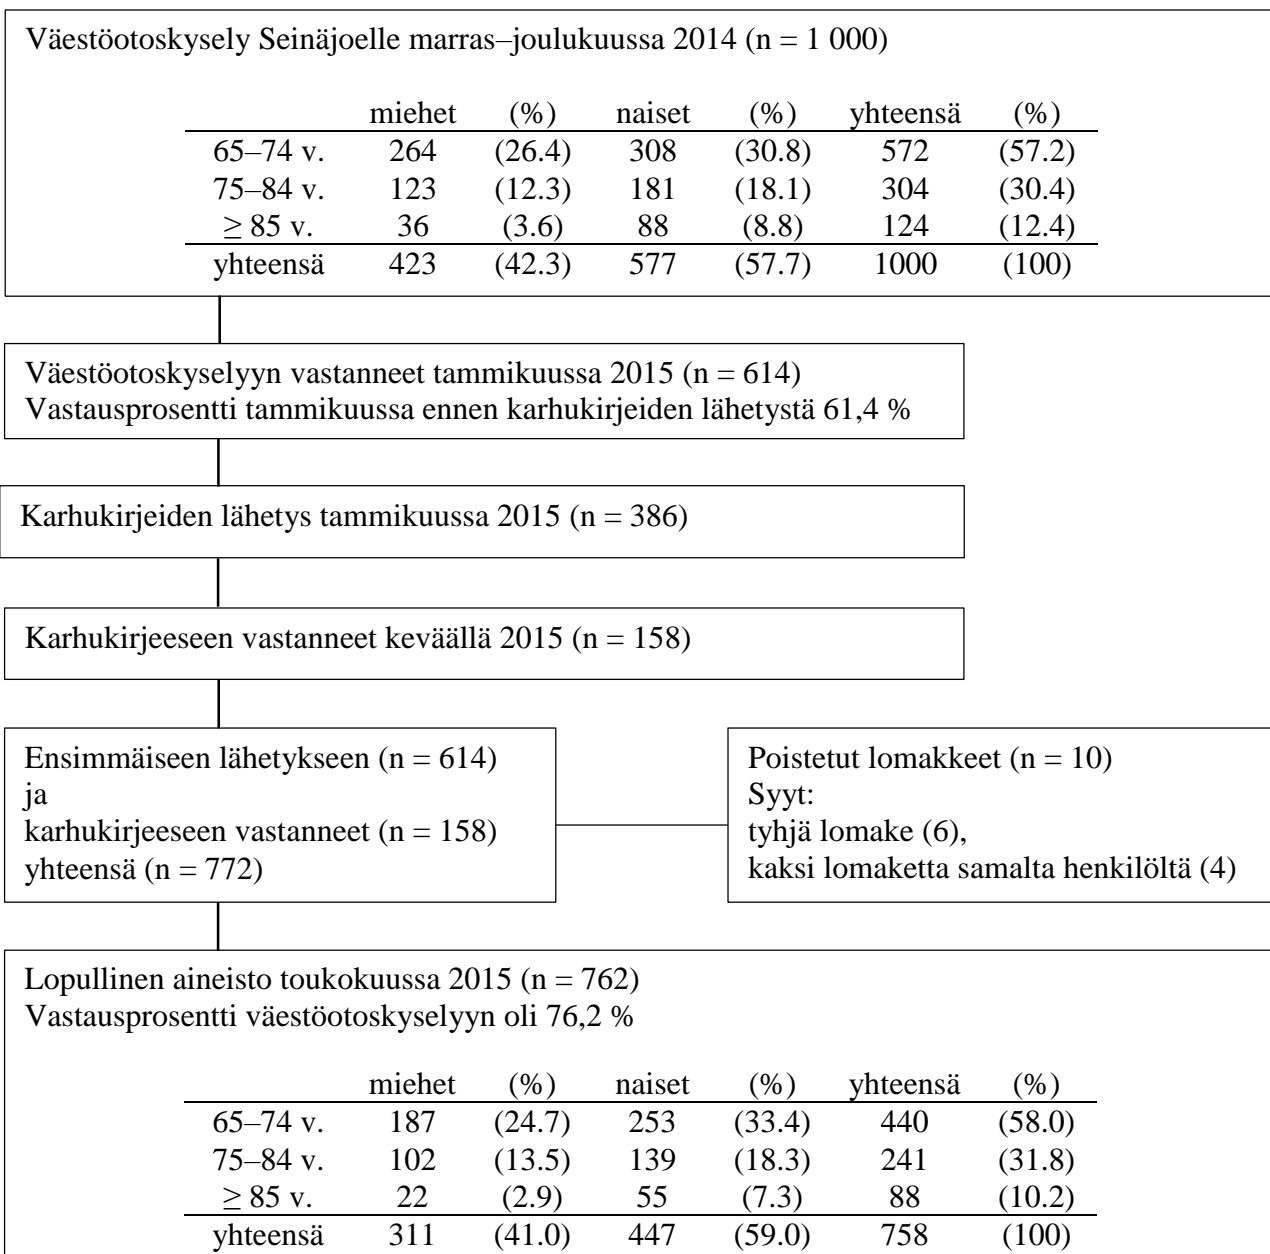 Väestöotoskysely Seinäjoelle marras–joulukuussa 2014 (n = 1 000)
miehet (%) naiset (%) yhteensä (%)
65–74 v. 264 (26.4) 308 (30.8) 572 (57.2)
75–84 v. 123 (12.3) 181 (18.1) 304 (30.4)
≥ 85 v. 36 (3.6) 88 (8.8) 124 (12.4)
yhteensä 423 (42.3) 577 (57.7) 1000 (100)
Väestöotoskyselyyn vastanneet tammikuussa 2015 (n = 614)
Vastausprosentti tammikuussa ennen karhukirjeiden lähetystä 61,4 %
Karhukirjeiden lähetys tammikuussa 2015 (n = 386)
Karhukirjeeseen vastanneet keväällä 2015 (n = 158)
Ensimmäiseen lähetykseen (n = 614)
ja
karhukirjeeseen vastanneet (n = 158)
yhteensä (n = 772)
Poistetut lomakkeet (n = 10)
Syyt:
tyhjä lomake (6),
kaksi lomaketta samalta henkilöltä (4)
Lopullinen aineisto toukokuussa 2015 (n = 762)
Vastausprosentti väestöotoskyselyyn oli 76,2 %
miehet (%) naiset (%) yhteensä (%)
65–74 v. 187 (24.7) 253 (33.4) 440 (58.0)
75–84 v. 102 (13.5) 139 (18.3) 241 (31.8)
≥ 85 v. 22 (2.9) 55 (7.3) 88 (10.2)
yhteensä 311 (41.0) 447 (59.0) 758 (100)